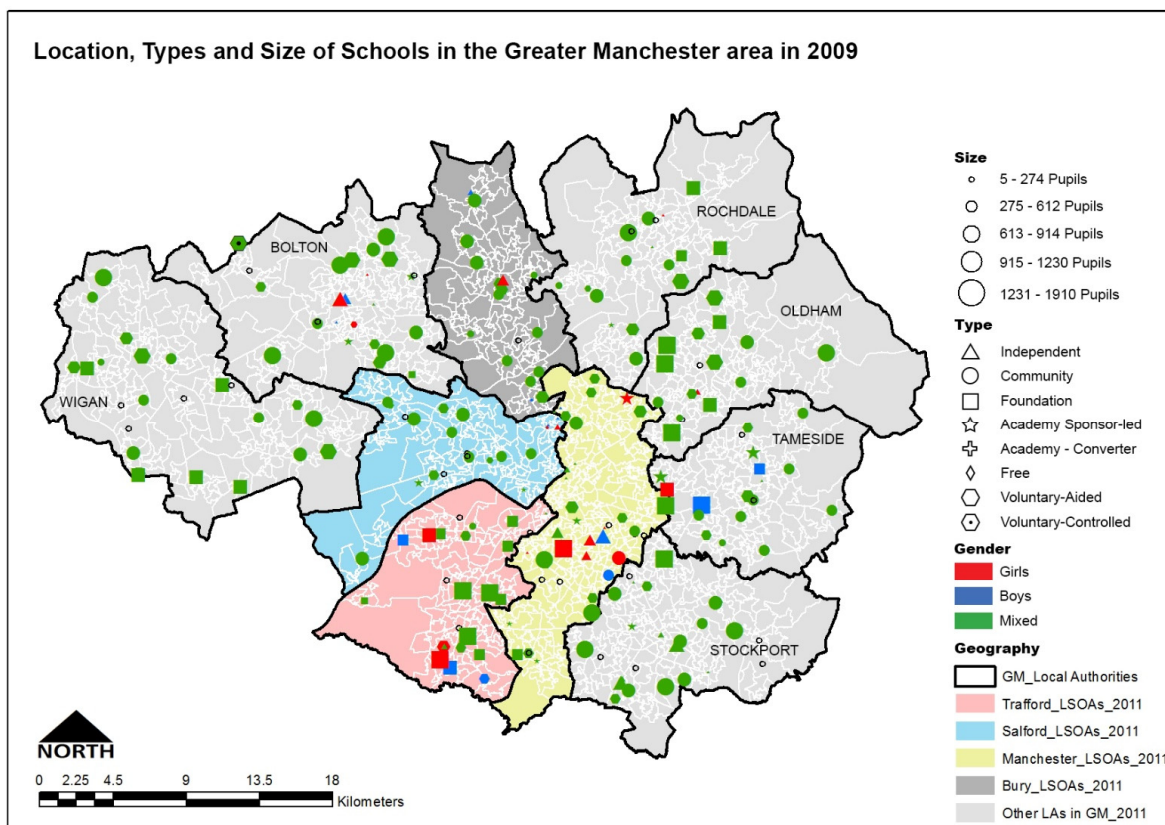 Location, Types and Size of Schools in the Greater Manchester area in 2009
ROCHDALE
BOLTON
OLDHAM
WIGAN
TAMESIDE
STOCKPORT
Size
5 - 274 Pupils
275 - 612 Pupils
613 - 914 Pupils
915 - 1230 Pupils
1231 - 1910 Pupils
Type
Independent
Community
Foundation
Academy Sponsor-led
Academy - Converter
Free
Voluntary-Aided
Voluntary-Controlled
Gender
Girls
Boys
Mixed
Geography
GM_Local Authorities
Trafford_LSOAs_2011
Salford_LSOAs_2011
Manchester_LSOAs_2011
Bury_LSOAs_2011
Other LAs in GM_2011
NORTH
0 2.25 4.5 9 13.5 18
Kilometers